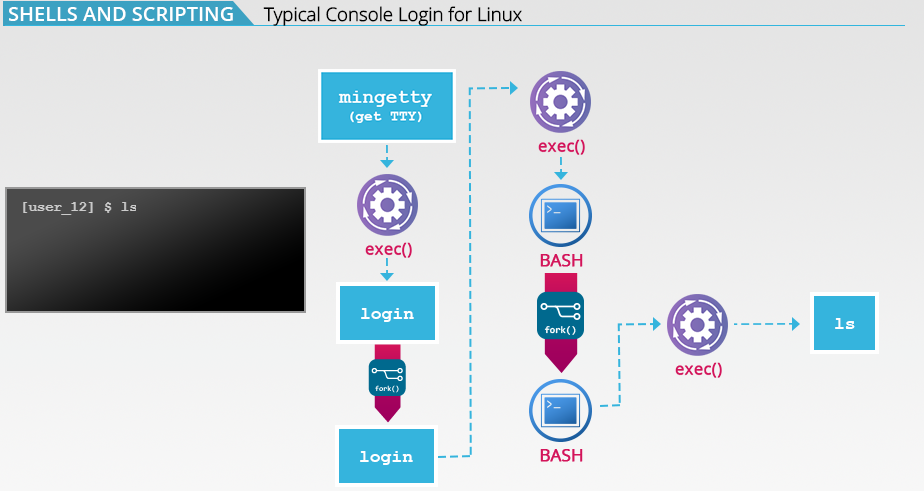 SHELLS AND SCRIPTING
Typical Console Login for Linux
[user_12] $ ls
mingetty
(get TTY)
exec()
login
fork()
login
exec()
>_
BASH
fork()
>_
BASH
exec()
ls